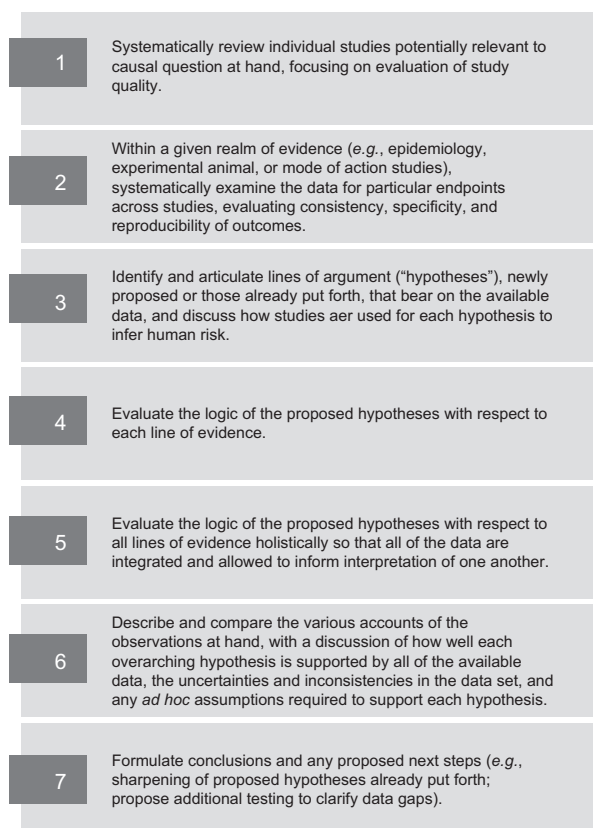 1
Systematically review individual studies potentially relevant to
causal question at hand, focusing on evaluation of study
quality.
2
Within a given realm of evidence (e.g., epidemiology,
experimental animal, or mode of action studies),
systematically examine the data for particular endpoints
across studies, evaluating consistency, specificity, and
reproducibility of outcomes.
3
Identify and articulate lines of argument (“hypotheses”), newly
proposed or those already put forth, that bear on the available
data, and discuss how studies aer used for each hypothesis to
infer human risk.
4
Evaluate the logic of the proposed hypotheses with respect to
each line of evidence.
5
Evaluate the logic of the proposed hypotheses with respect to
all lines of evidence holistically so that all of the data are
integrated and allowed to inform interpretation of one another.
6
Describe and compare the various accounts of the
observations at hand, with a discussion of how well each
overarching hypothesis is supported by all of the available
data, the uncertainties and inconsistencies in the data set, and
any ad hoc assumptions required to support each hypothesis.
7
Formulate conclusions and any proposed next steps (e.g.,
sharpening of proposed hypotheses already put forth;
propose additional testing to clarify data gaps).